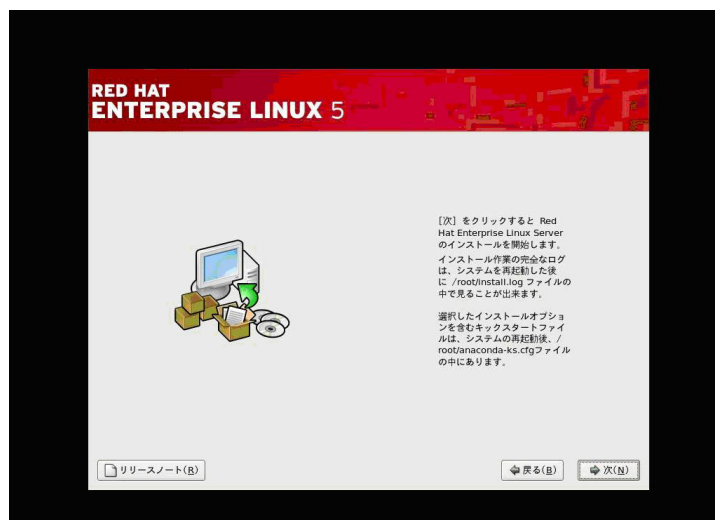 RED HAT
ENTERPRISE LINUX 5
[次] をクリックすると Red
Hat Enterprise Linux Server
のインストールを開始します。
インストール作業の完全なログ
は、システムを再起動した後
に /root/install.log ファイルの
中で見ることが出来ます。
選択したインストールオプショ
ンを含むキックスタートファイ
ルは、システムの再起動後、/
root/anaconda-ks.cfgファイル
の中にあります。
リリースノート(R)
戻る(B)
次(N)